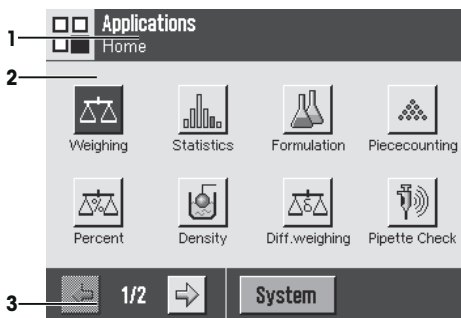 Applications
1
Home
2
Weighing Statistics Formulation Piececounting
Percent Density Diff.weighing Pipette Check
3
1/2 System